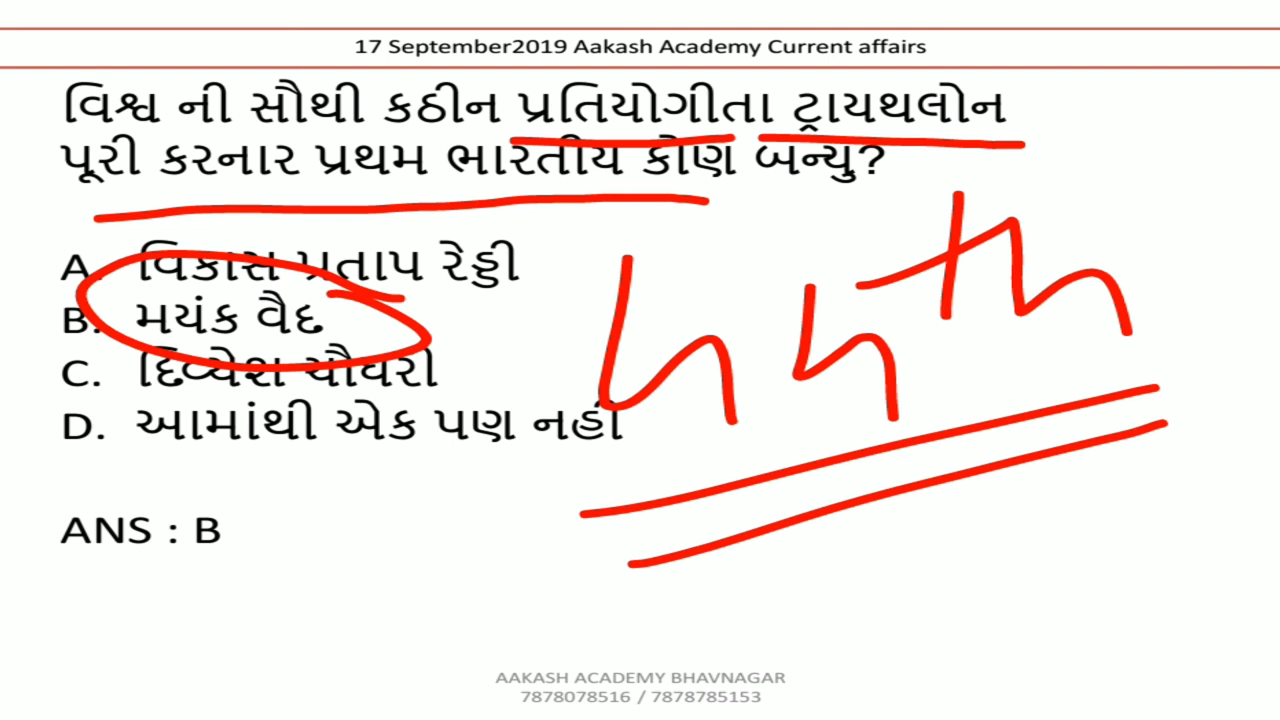 17 September2019 Aakash Academy Current affairs
વિશ્વ ની સૌથી કઠીન પ્રતિયોગીતા ટ્રાયથલોન
પૂરી કરનાર પ્રથમ ભારતીય કોણ બન્યુ?
A. વિકાસ પ્રતાપ રેડ્ડી
B. મયંક વૈદ
C. દિવ્યેશ ચૌધરી
D. આમાંથી એક પણ નહી
ANS : B
AAKASH ACADEMY BHAVNAGAR
7878078516 / 7878785153